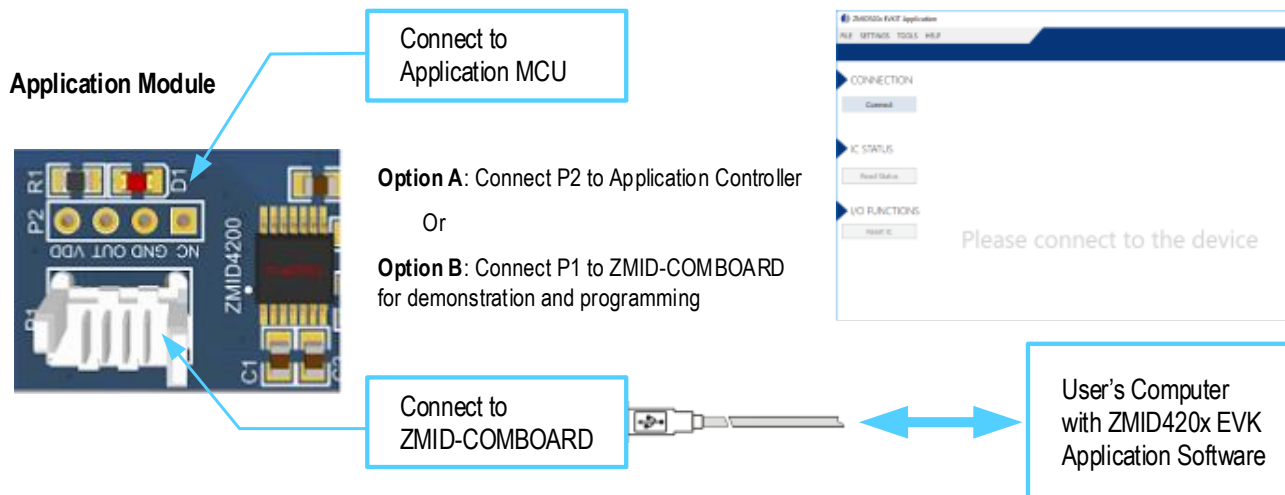 Connect to
Application MCU
Application Module
Option A: Connect P2 to Application Controller
Or
Option B: Connect P1 to ZMID-COMBOARD
for demonstration and programming
R1
D1
P2
VDD OUT GND NC
ZMID4200
P1
C1
C2
Connect to
ZMID-COMBOARD
User's Computer
with ZMID420x EVK
Application Software
FILE SETTINGS TOOLS HELP
CONNECTION
Connect
IC STATUS
Read Status
I/O FUNCTIONS
Reset IC
Please connect to the device